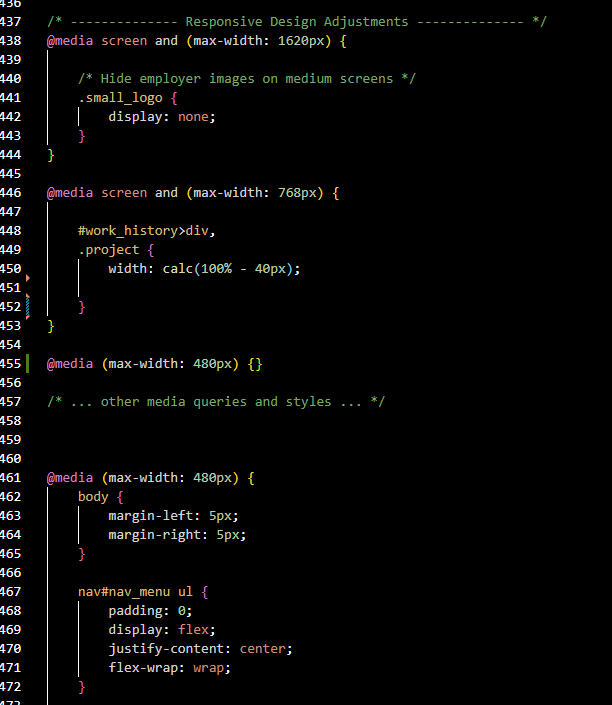 436
437 /* -------------- Responsive Design Adjustments -------------- */
438 @media screen and (max-width: 1620px) {
439
440 /* Hide employer images on medium screens */
441 .small_logo {
442 display: none;
443 }
444 }
445
446 @media screen and (max-width: 768px) {
447
448 #work_history>div,
449 .project {
450 width: calc(100% - 40px);
451
452 }
453 }
454
455 @media (max-width: 480px) {}
456
457 /* ... other media queries and styles ... */
458
459
460
461 @media (max-width: 480px) {
462 body {
463 margin-left: 5px;
464 margin-right: 5px;
465 }
466
467 nav#nav_menu ul {
468 padding: 0;
469 display: flex;
470 justify-content: center;
471 flex-wrap: wrap;
472 }
473